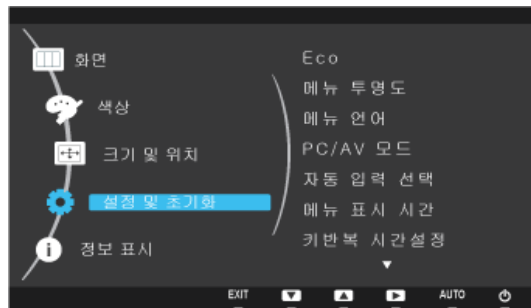 화면
색상
크기 및 위치
설정 및 초기화
정보 표시
Eco
메뉴 투명도
메뉴 언어
PC/AV 모드
자동 입력 선택
메뉴 표시 시간
키반복 시간설정
EXIT
AUTO